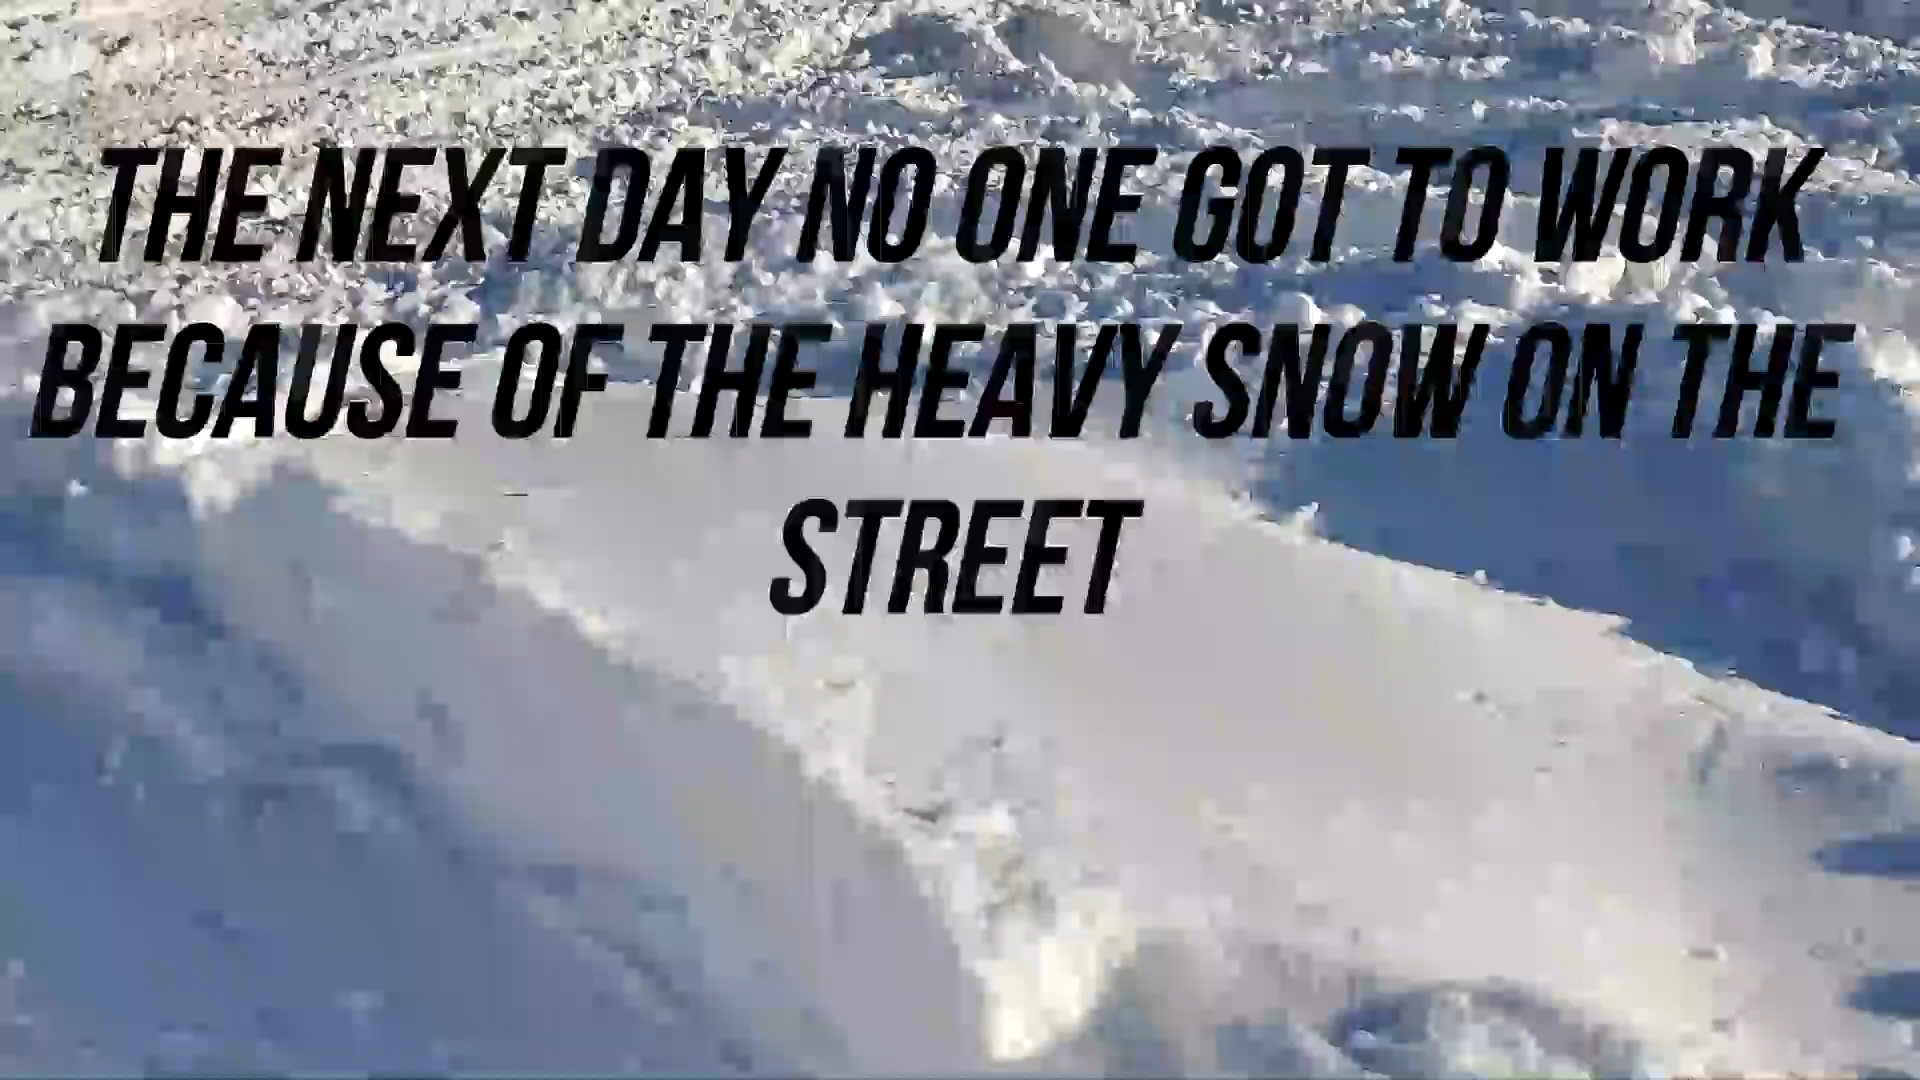 THE NEXT DAY NO ONE GOT TO WORK
BECAUSE OF THE HEAVY SNOW ON THE
STREET